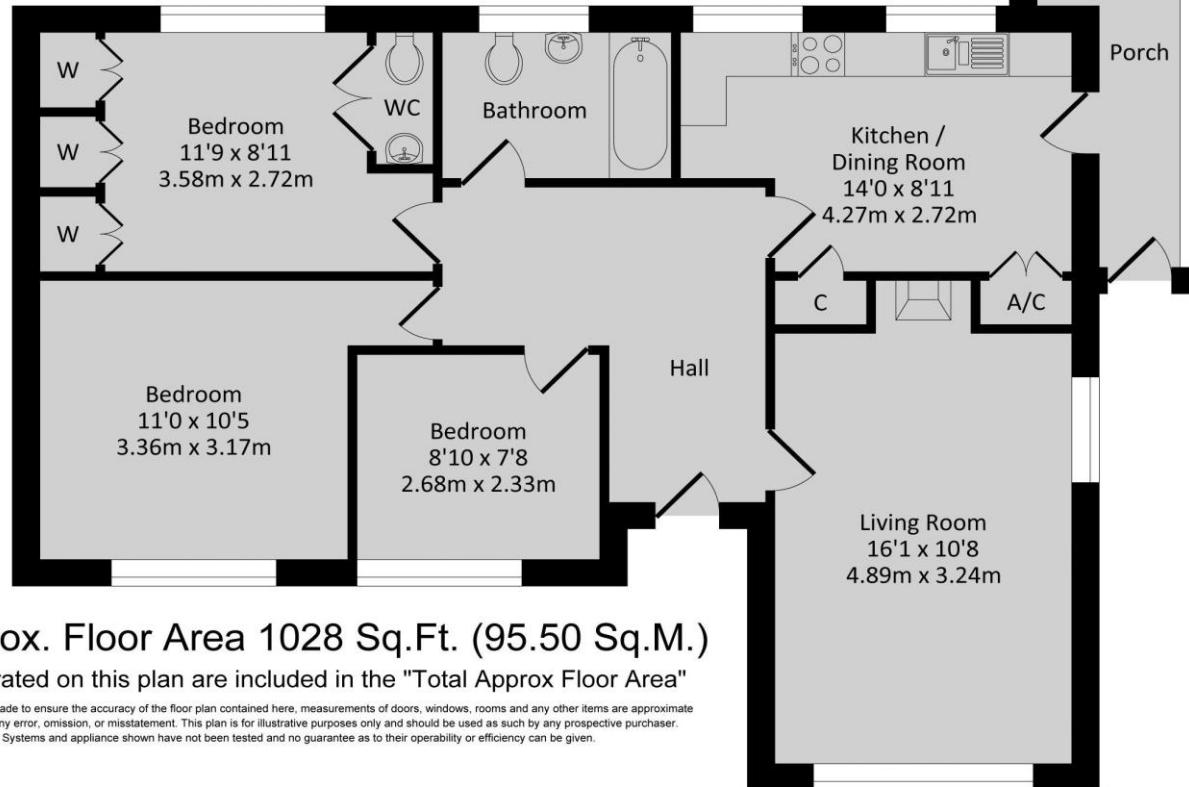 Porch
W
W
W
Bedroom
11'9 x 8'11
3.58m x 2.72m
WC
Bathroom
Kitchen /
Dining Room
14'0 x 8'11
4.27m x 2.72m
C
A/C
Hall
Bedroom
11'0 x 10'5
3.36m x 3.17m
Bedroom
8'10 x 7'8
2.68m x 2.33m
Living Room
16'1 x 10'8
4.89m x 3.24m
ox. Floor Area 1028 Sq.Ft. (95.50 Sq.M.)
rated on this plan are included in the "Total Approx Floor Area"
ade to ensure the accuracy of the floor plan contained here, measurements of doors, windows, rooms and any other items are approximate
ny error, omission, or misstatement. This plan is for illustrative purposes only and should be used as such by any prospective purchaser.
Systems and appliance shown have not been tested and no guarantee as to their operability or efficiency can be given.